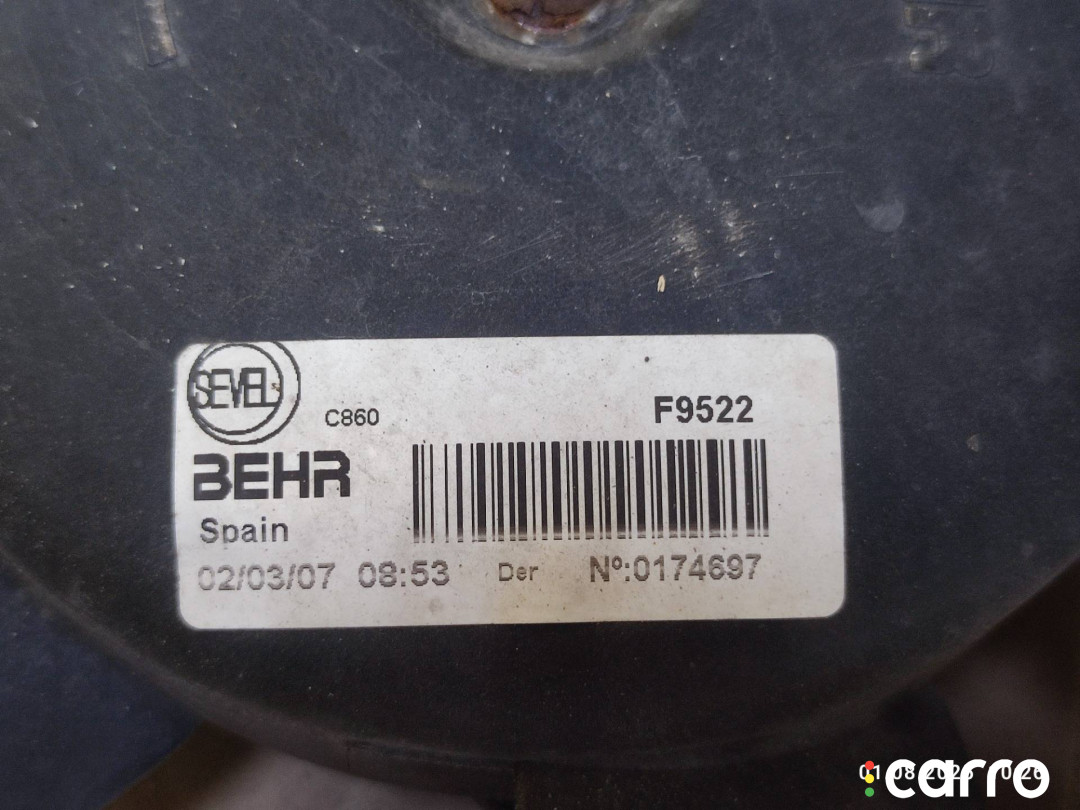 SEVEL
C860
F9522
BEHR
Spain
02/03/07 08:53 Der Nº:0174697
carro